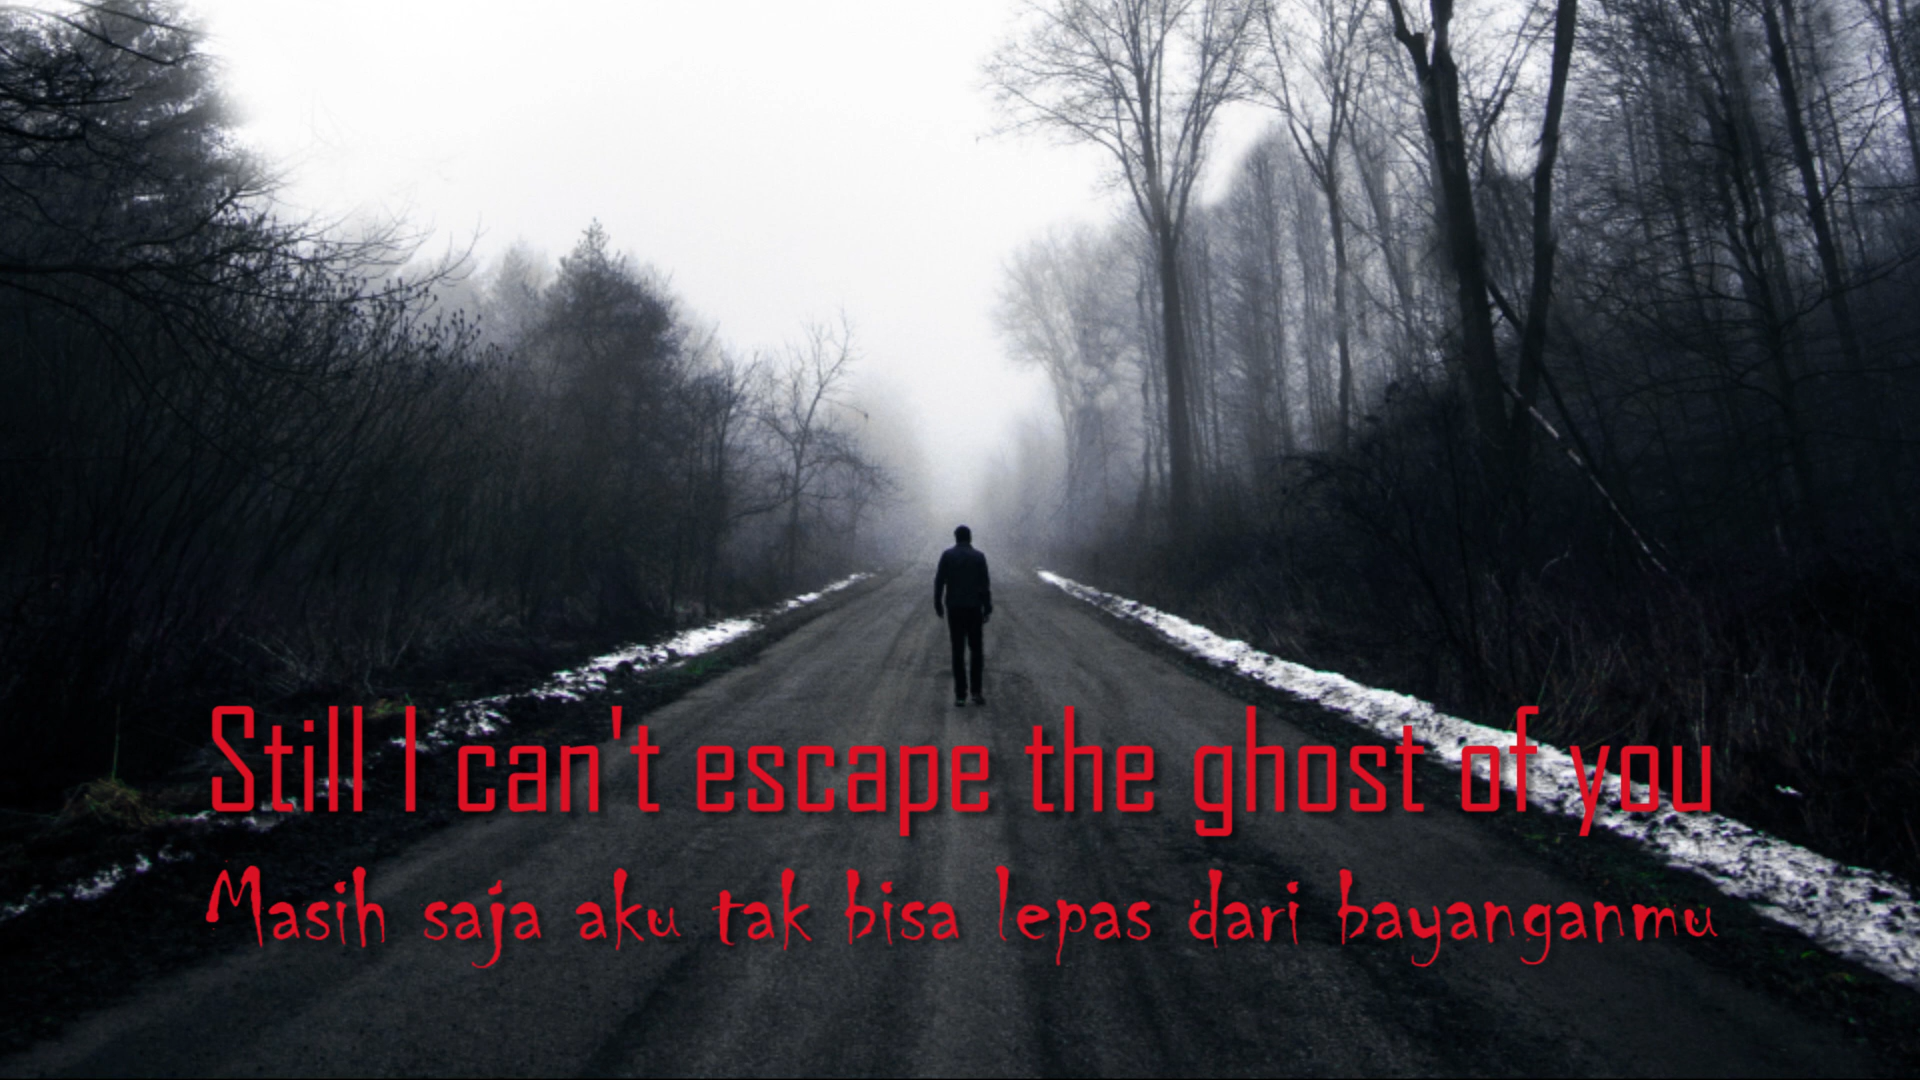 Still I can't escape the ghost of you
Masih saja aku tak bisa lepas dari bayanganmu